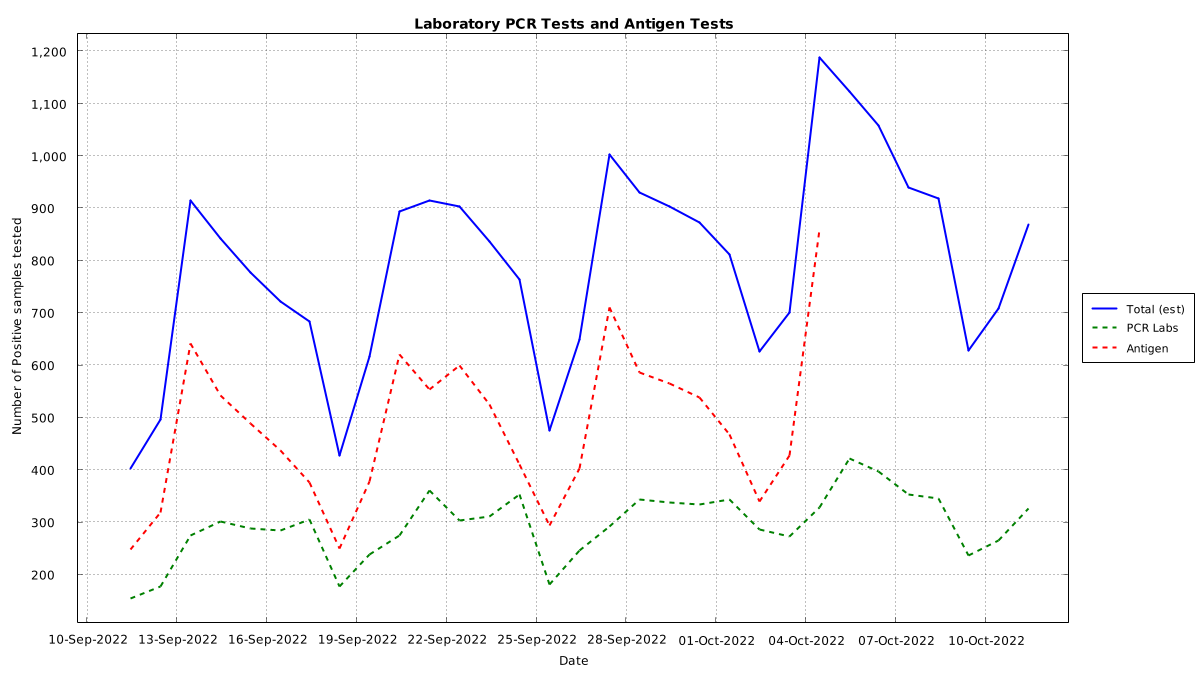 Laboratory PCR Tests and Antigen Tests
1,200
1,100
1,000
900
800
700
600
500
400
300
200
Number of Positive samples tested
10-Sep-2022 13-Sep-2022 16-Sep-2022 19-Sep-2022 22-Sep-2022 25-Sep-2022 28-Sep-2022 01-Oct-2022 04-Oct-2022 07-Oct-2022 10-Oct-2022
Date
Total (est)
PCR Labs
Antigen